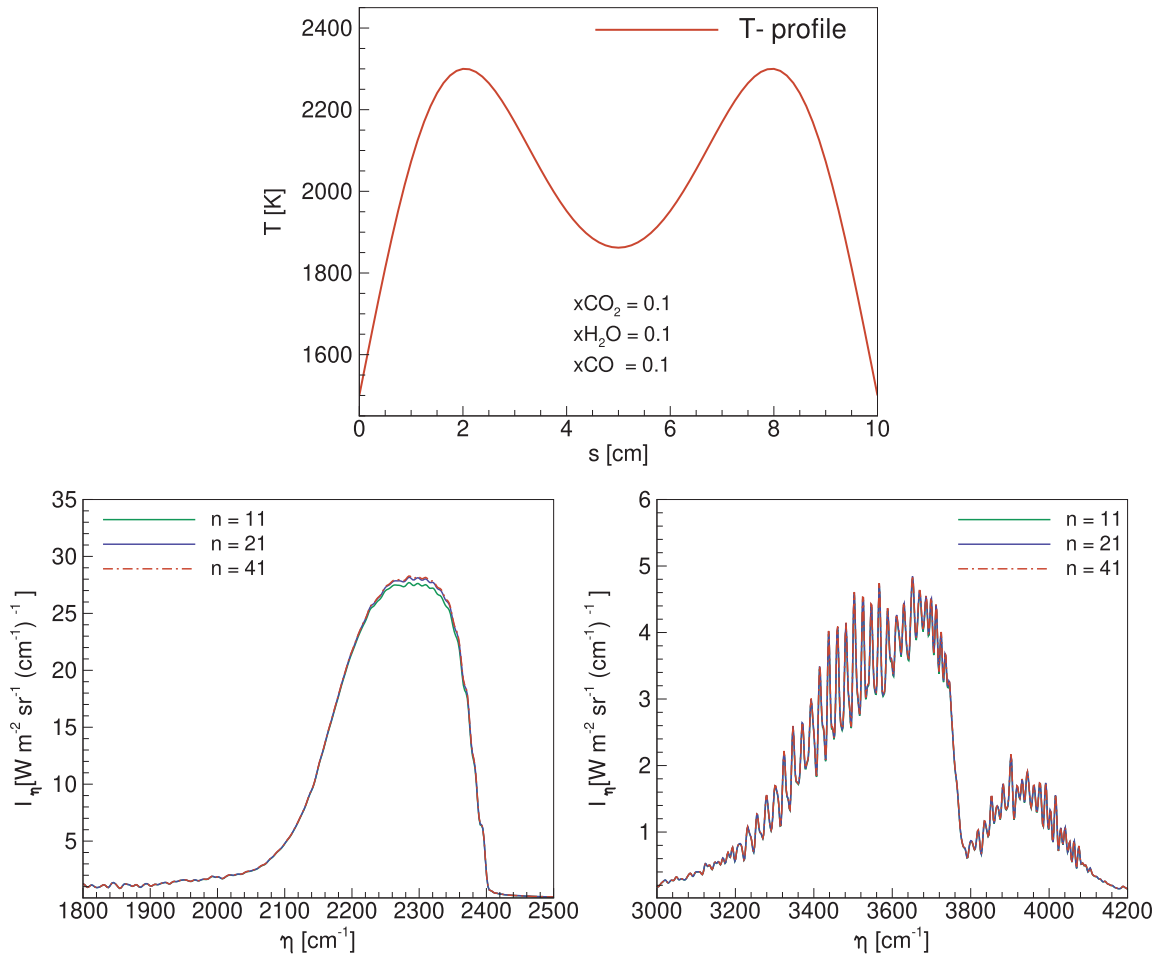 T- profile
2400
2200
2000
1800
1600
T [K]
xCO₂ = 0.1
xH₂O = 0.1
xCO = 0.1
0 2 4 6 8 10
s [cm]
35
30
25
20
15
10
5
I η[W m⁻² sr⁻¹ (cm⁻¹) ⁻¹ ]
n = 11
n = 21
n = 41
1800 1900 2000 2100 2200 2300 2400 2500
η [cm⁻¹]
6
5
4
3
2
1
I η[W m⁻² sr⁻¹ (cm⁻¹) ⁻¹ ]
n = 11
n = 21
n = 41
3000 3200 3400 3600 3800 4000 4200
η [cm⁻¹]